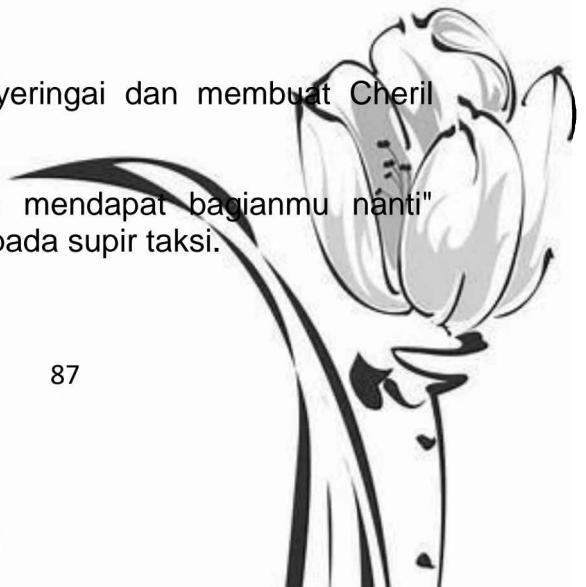 yeringai dan membuat Cheril
mendapat bagianmu nanti"
pada supir taksi.
87